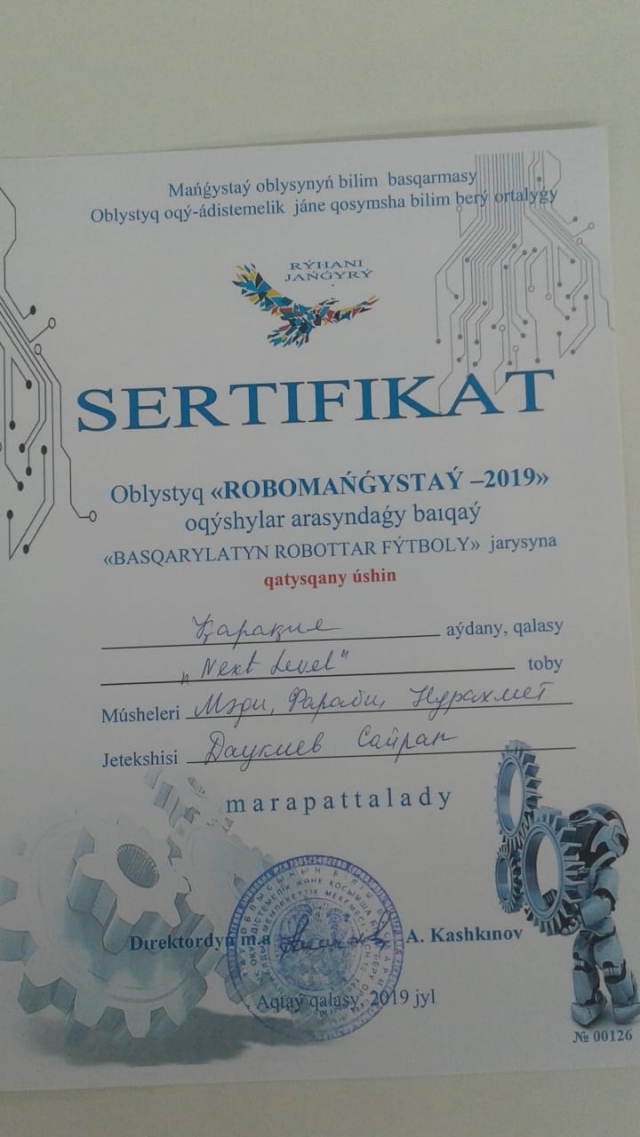 Mańǵystaý oblysynyń bilim basqarmasy
Oblystyq oqý-ádistemelik jáne qosymsha bilim berý ortalyǵy
RÝHANI
JAŃǴYRÝ
SERTIFIKAT
Oblystyq «ROBOMAŃǴYSTAÝ –2019»
oqýshylar arasyndaǵy baıqaý
«BASQARYLATYN ROBOTTAR FÝTBOLY» jarysyna
qatysqany úshin
Қарақия aýdany, qalasy
„Next Level" toby
Músheleri Мэди, Фараби, Нурахмет
Jetekshisi Даукиев Сайран
marapattalady
Dırektordyń m.a A. Kashkınov
Aqtaý qalasy, 2019 jyl
№ 00126